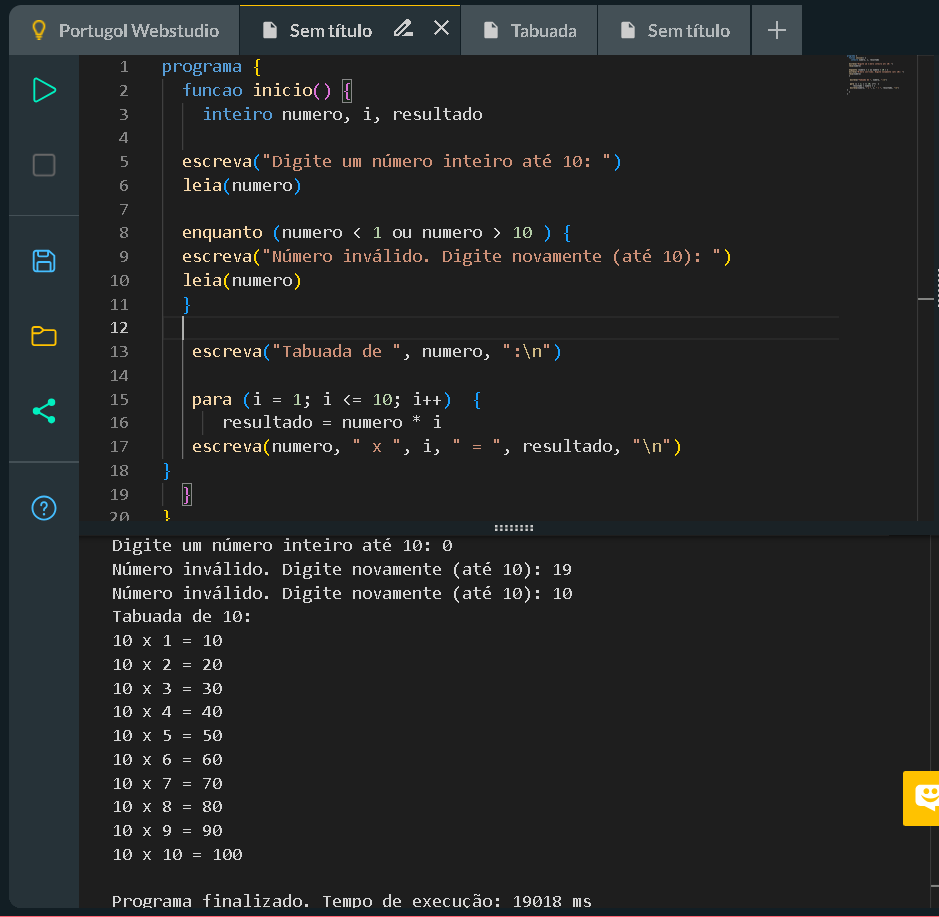 Portugol Webstudio Sem título Tabuada Sem título
1 programa {
2 funcao inicio() {
3 inteiro numero, i, resultado
4
5 escreva("Digite um número inteiro até 10: ")
6 leia(numero)
7
8 enquanto (numero < 1 ou numero > 10 ) {
9 escreva("Número inválido. Digite novamente (até 10): ")
10 leia(numero)
11 }
12
13 escreva("Tabuada de ", numero, ":\n")
14
15 para (i = 1; i <= 10; i++) {
16 resultado = numero * i
17 escreva(numero, " x ", i, " = ", resultado, "\n")
18 }
19 }
20 }
Digite um número inteiro até 10: 0
Número inválido. Digite novamente (até 10): 19
Número inválido. Digite novamente (até 10): 10
Tabuada de 10:
10 x 1 = 10
10 x 2 = 20
10 x 3 = 30
10 x 4 = 40
10 x 5 = 50
10 x 6 = 60
10 x 7 = 70
10 x 8 = 80
10 x 9 = 90
10 x 10 = 100
Programa finalizado. Tempo de execução: 19018 ms